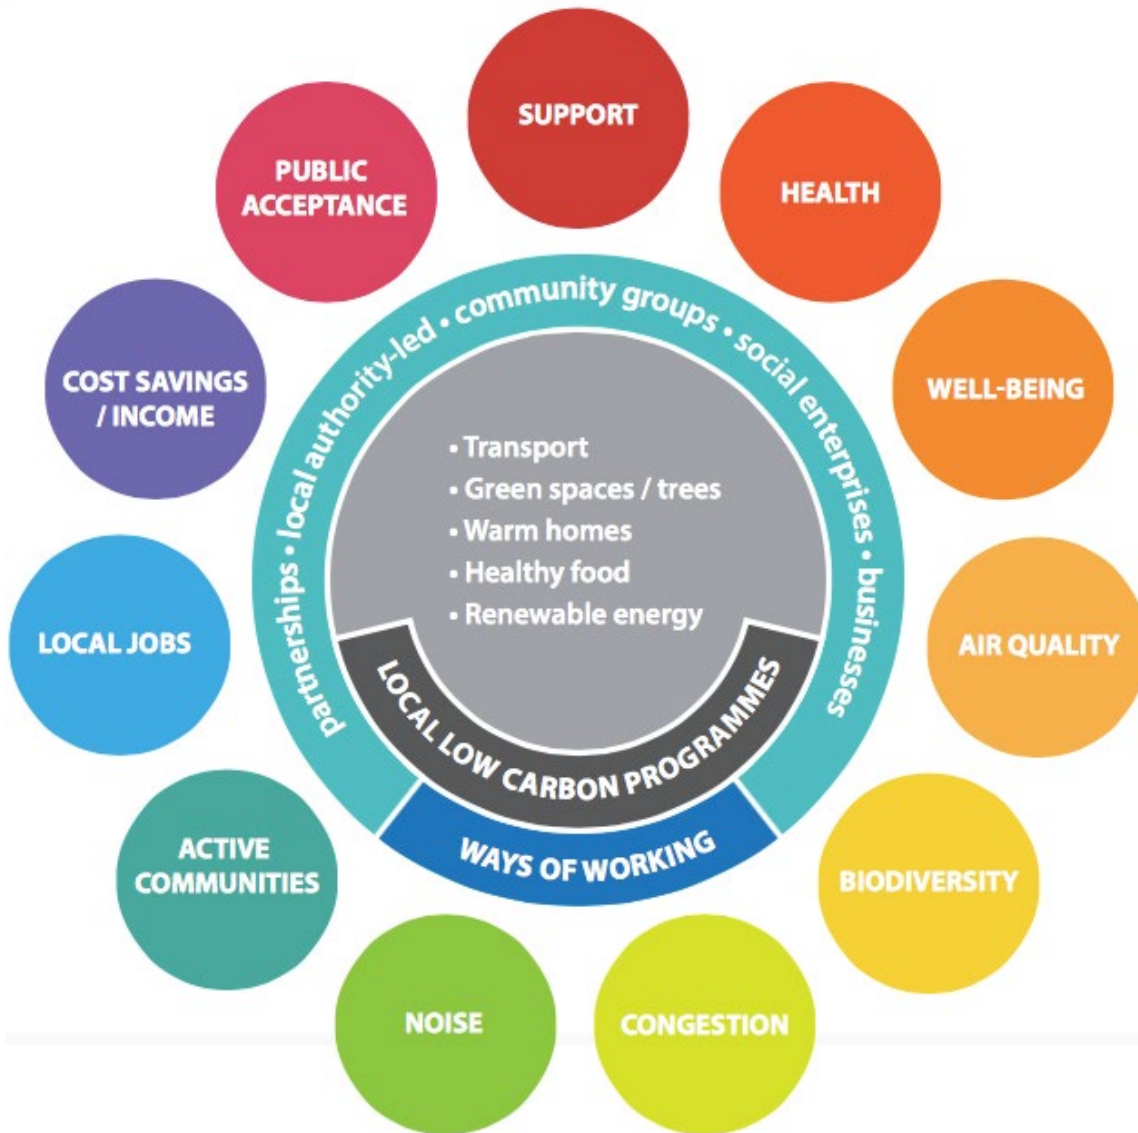 SUPPORT
HEALTH
WELL-BEING
AIR QUALITY
BIODIVERSITY
CONGESTION
NOISE
ACTIVE
COMMUNITIES
LOCAL JOBS
COST SAVINGS
/ INCOME
PUBLIC
ACCEPTANCE
partnerships • local authority-led • community groups • social enterprises • businesses
• Transport
• Green spaces / trees
• Warm homes
• Healthy food
• Renewable energy
LOCAL LOW CARBON PROGRAMMES
WAYS OF WORKING